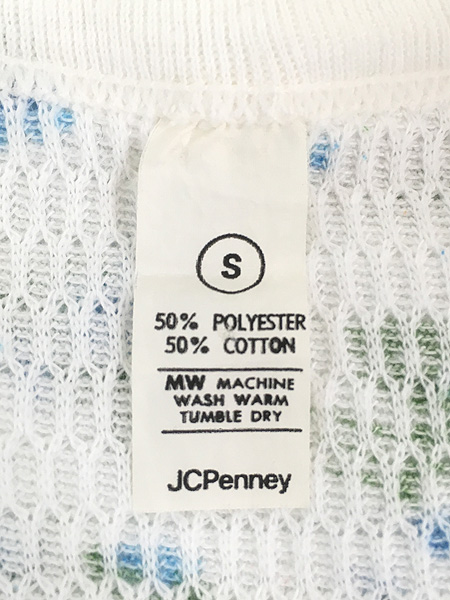 S
50% POLYESTER
50% COTTON
MW MACHINE
WASH WARM
TUMBLE DRY
JCPenney